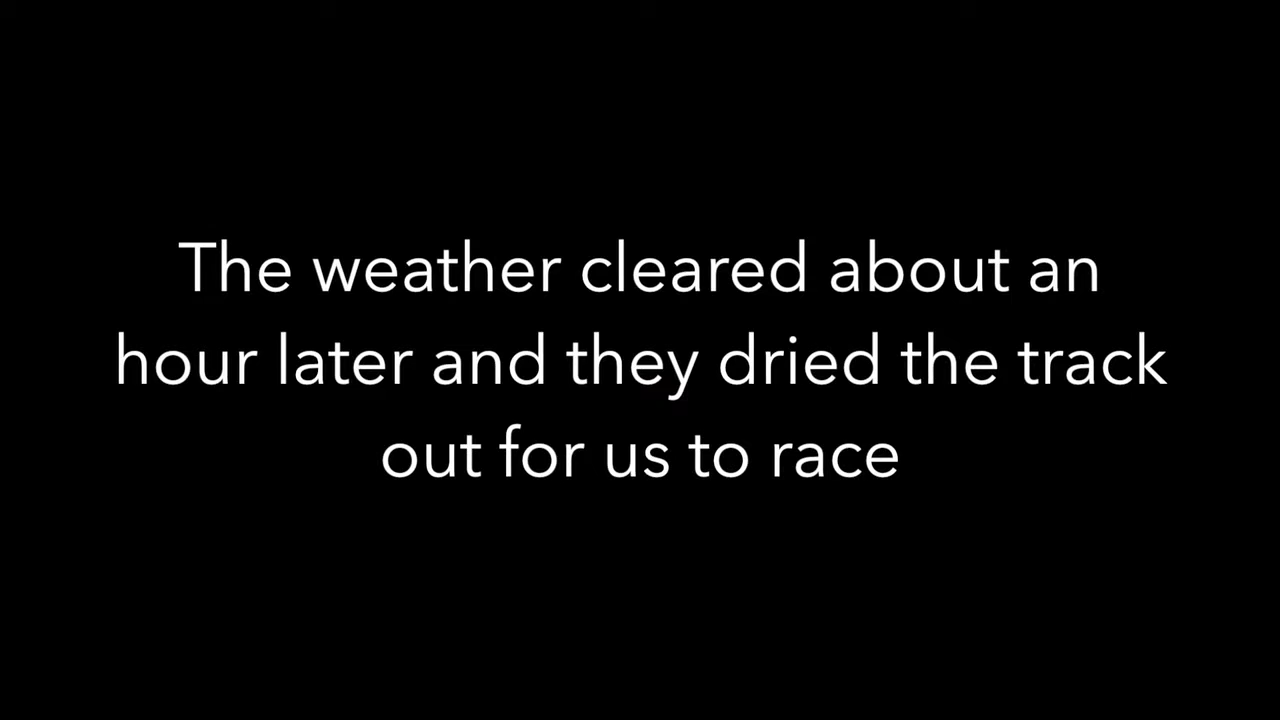 The weather cleared about an
hour later and they dried the track
out for us to race